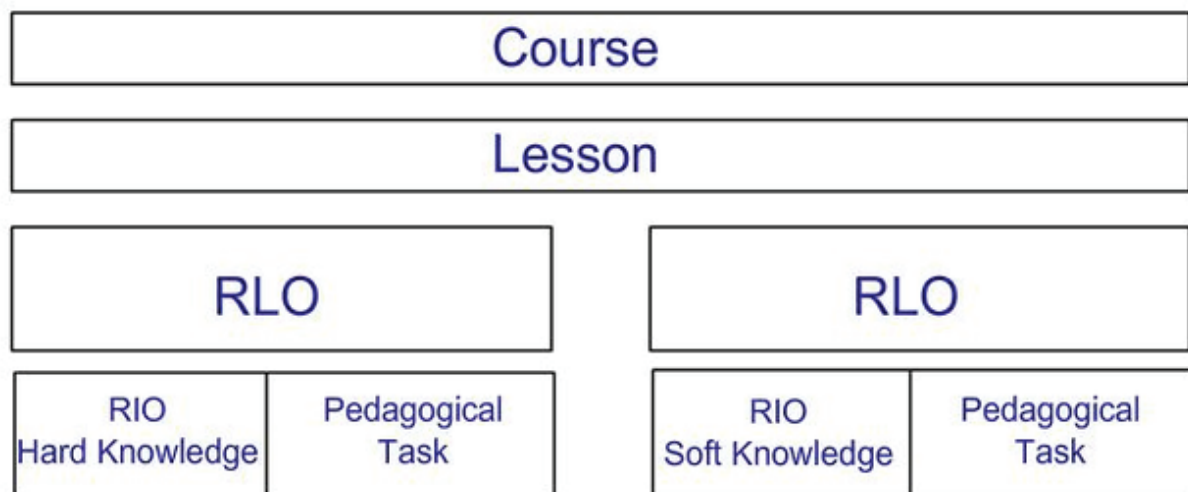 Course
Lesson
RLO
RLO
RIO
Hard Knowledge
Pedagogical
Task
RIO
Soft Knowledge
Pedagogical
Task